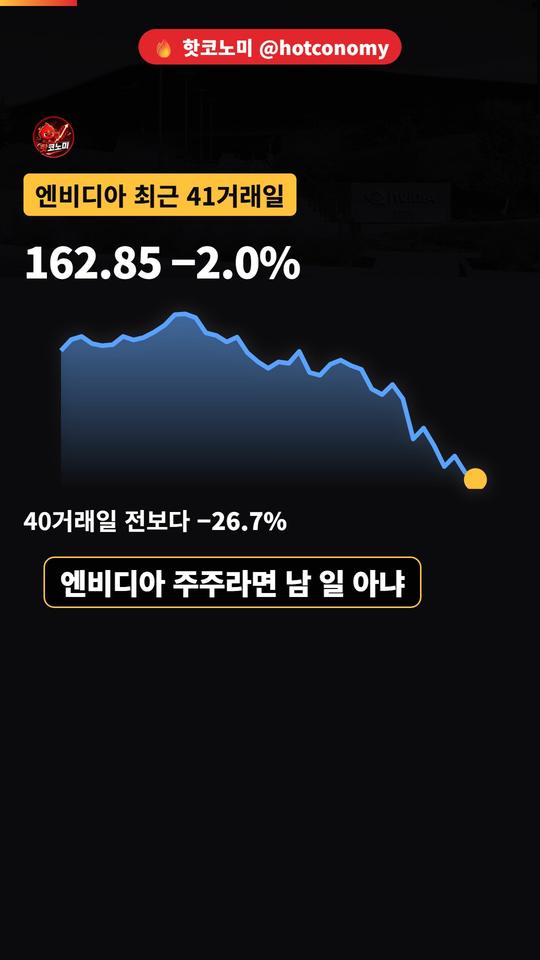 🔥 핫코노미 @hotconomy
핫코노미
엔비디아 최근 41거래일
NVIDIA
162.85 −2.0%
40거래일 전보다 −26.7%
엔비디아 주주라면 남 일 아냐